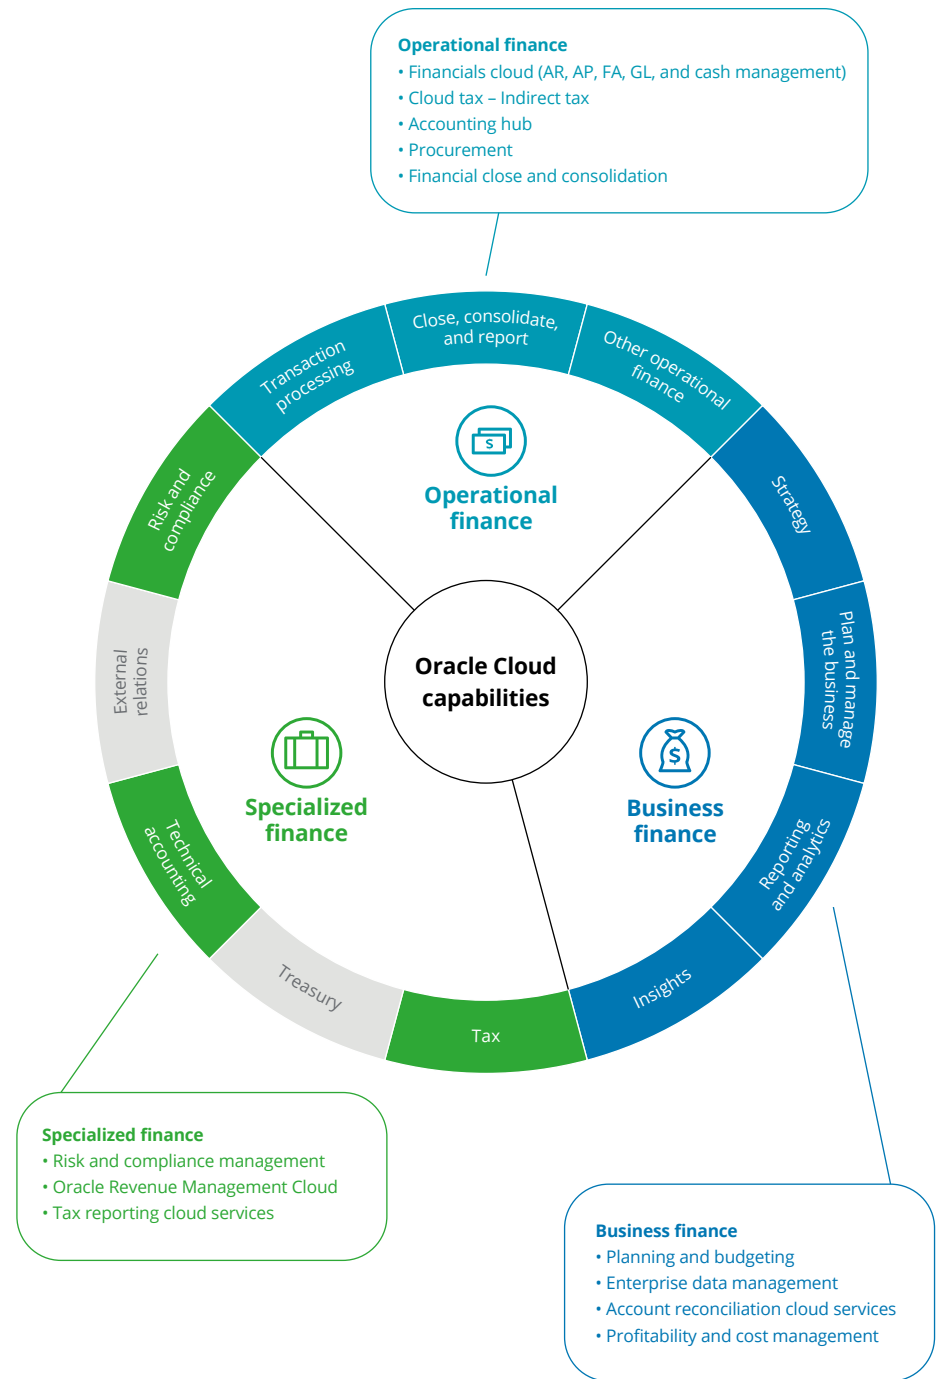 Operational finance
• Financials cloud (AR, AP, FA, GL, and cash management)
• Cloud tax – Indirect tax
• Accounting hub
• Procurement
• Financial close and consolidation
Transaction
processing
Close, consolidate,
and report
Other operational
finance
Risk and
compliance
Strategy
$
Operational
finance
External
relations
Oracle Cloud
capabilities
Plan and manage
the business
Specialized
finance
$
Business
finance
Technical
accounting
Reporting
and analytics
Treasury
Tax
Insights
Specialized finance
• Risk and compliance management
• Oracle Revenue Management Cloud
• Tax reporting cloud services
Business finance
• Planning and budgeting
• Enterprise data management
• Account reconciliation cloud services
• Profitability and cost management